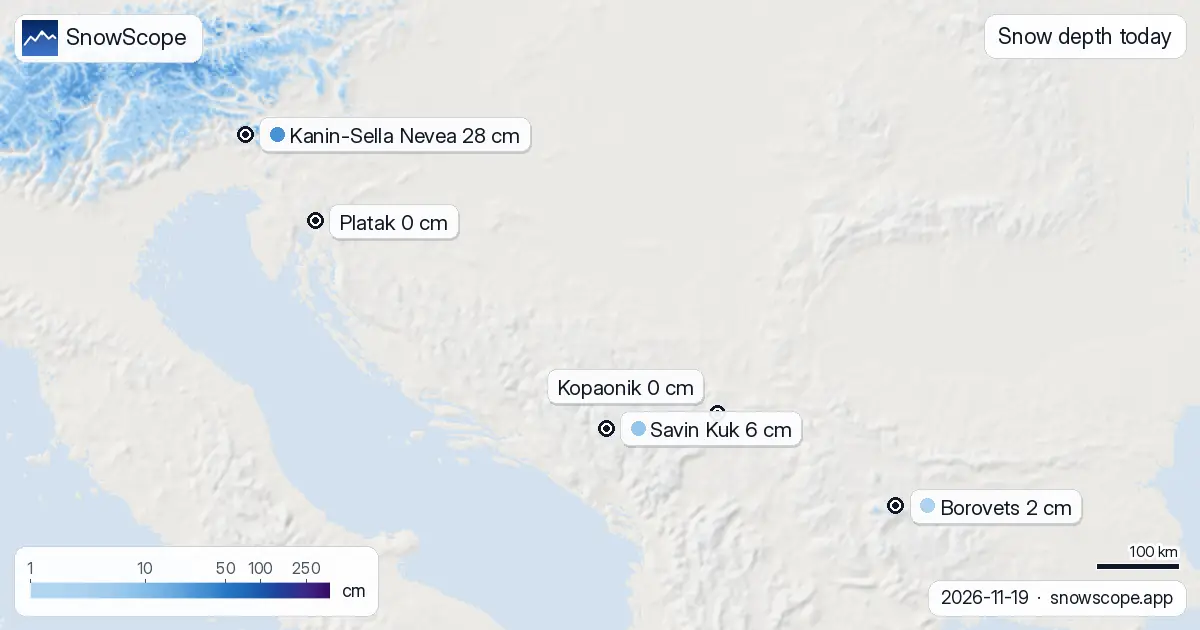 SnowScope
Snow depth today
Kanin-Sella Nevea 28 cm
Platak 0 cm
Kopaonik 0 cm
Savin Kuk 6 cm
Borovets 2 cm
1 10 50 100 250
cm
100 km
2026-11-19 · snowscope.app